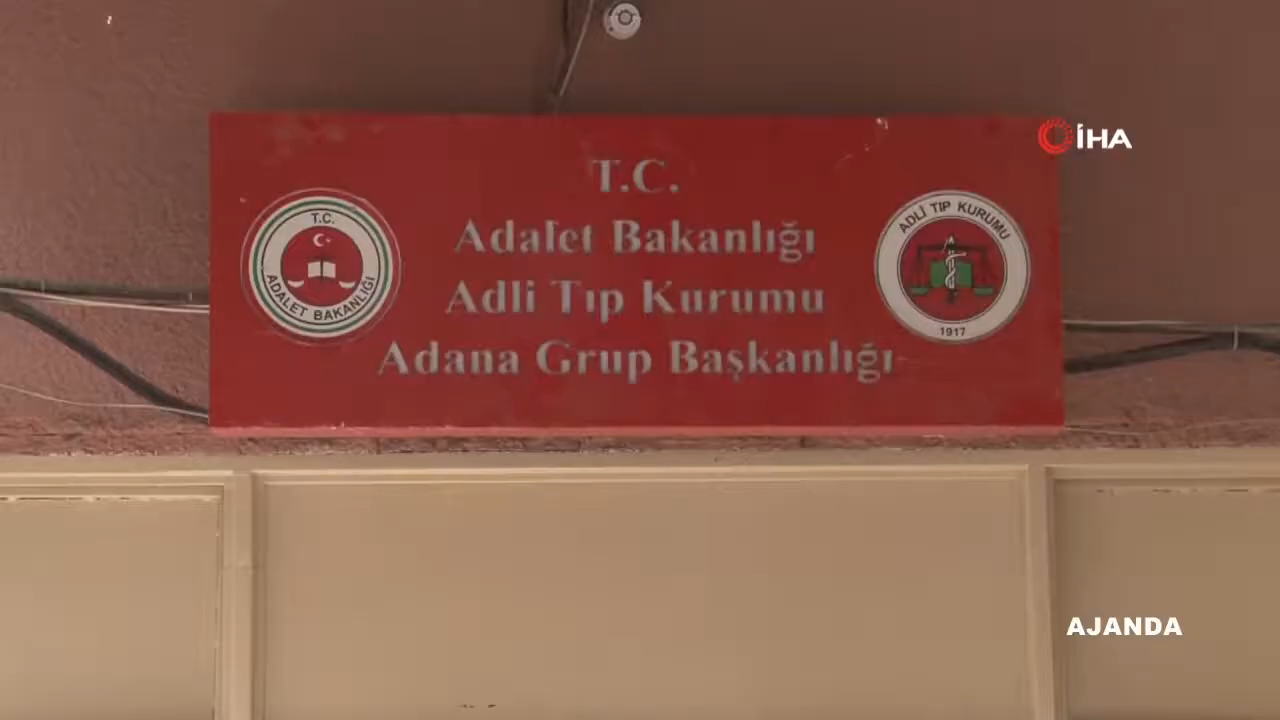 İHA
T.C.
Adalet Bakanlığı
Adli Tıp Kurumu
Adana Grup Başkanlığı
T.C.
ADALET BAKANLIĞI
ADLİ TIP KURUMU
1917
AJANDA